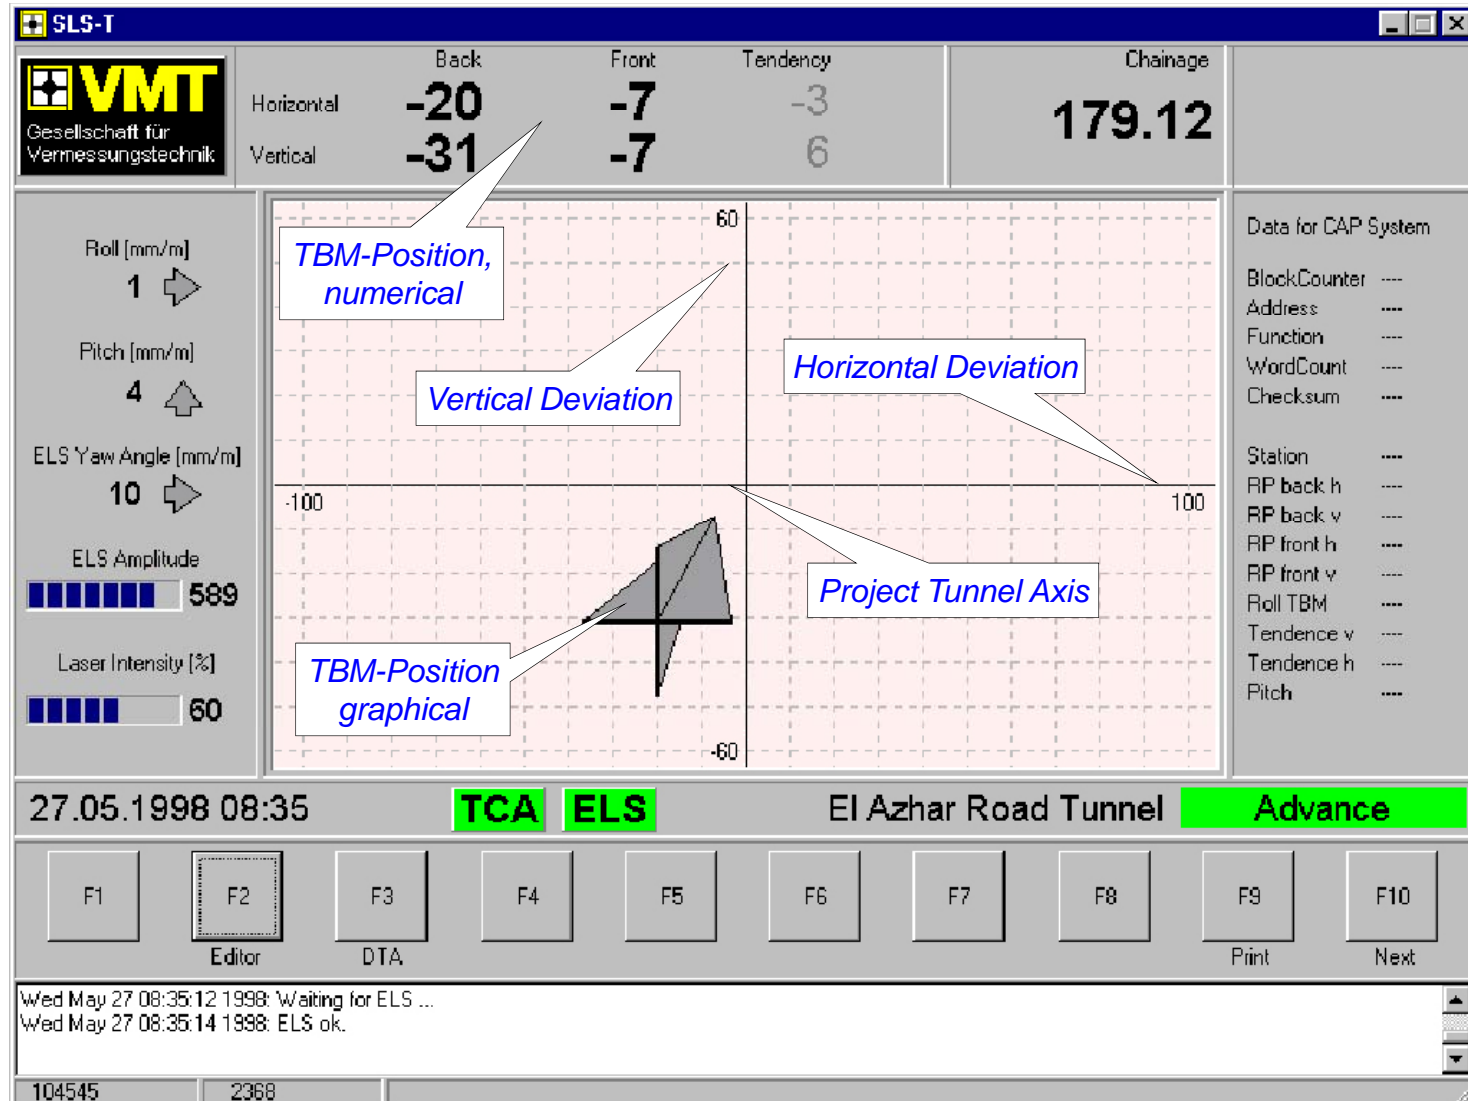 SLS-T
VMT
Gesellschaft für
Vermessungstechnik
Back Front Tendency
Horizontal -20 -7 -3
Vertical -31 -7 6
Chainage
179.12
Roll [mm/m]
1
Pitch [mm/m]
4
ELS Yaw Angle [mm/m]
10
ELS Amplitude
589
Laser Intensity [%]
60
60
-100
100
-60
TBM-Position,
numerical
Vertical Deviation
Horizontal Deviation
Project Tunnel Axis
TBM-Position
graphical
Data for CAP System
BlockCounter ----
Address ----
Function ----
WordCount ----
Checksum ----
Station ----
RP back h ----
RP back v ----
RP front h ----
RP front v ----
Roll TBM ----
Tendence v ----
Tendence h ----
Pitch ----
27.05.1998 08:35 TCA ELS El Azhar Road Tunnel Advance
F1 F2 F3 F4 F5 F6 F7 F8 F9 F10
Editor DTA Print Next
Wed May 27 08:35:12 1998: Waiting for ELS ...
Wed May 27 08:35:14 1998: ELS ok.
104545 2368